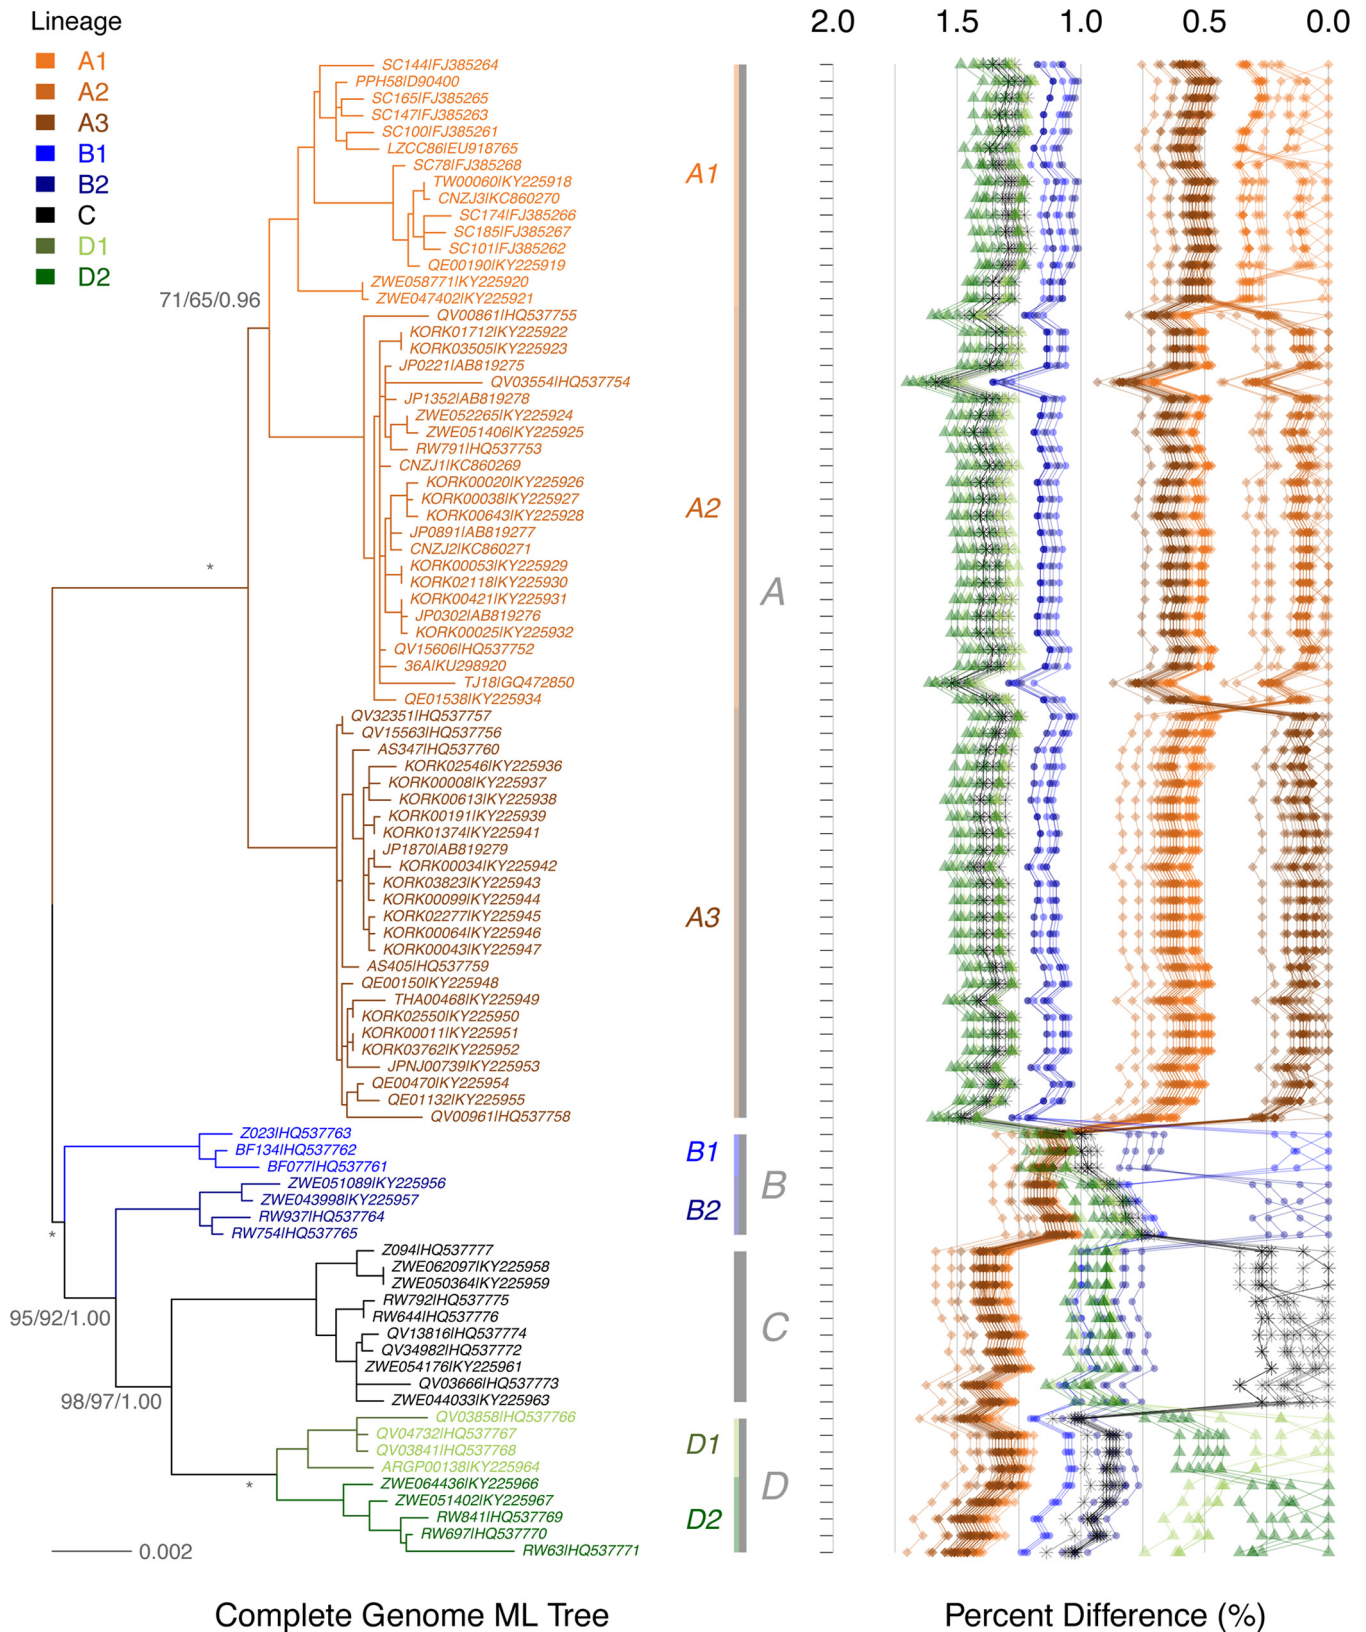 Lineage
A1
A2
A3
B1
B2
C
D1
D2
2.0 1.5 1.0 0.5 0.0
SC144|FJ385264
PPH58|D90400
SC165|FJ385265
SC147|FJ385263
SC100|FJ385261
LZCC86|EU918765
SC78|FJ385268
A1
TW00060|KY225918
CNZJ3|KC860270
SC174|FJ385266
SC185|FJ385267
SC101|FJ385262
QE00190|KY225919
ZWE058771|KY225920
71/65/0.96
ZWE047402|KY225921
QV00861|HQ537755
KORK01712|KY225922
KORK03505|KY225923
JP0221|AB819275
QV03554|HQ537754
JP1352|AB819278
ZWE052265|KY225924
ZWE051406|KY225925
RW791|HQ537753
CNZJ1|KC860269
KORK00020|KY225926
KORK00038|KY225927
A2
KORK00643|KY225928
JP0891|AB819277
CNZJ2|KC860271
KORK00053|KY225929
*
KORK02118|KY225930
A
KORK00421|KY225931
JP0302|AB819276
KORK00025|KY225932
QV15606|HQ537752
36A|KU298920
TJ18|GQ472850
QE01538|KY225934
QV32351|HQ537757
QV15563|HQ537756
AS347|HQ537760
KORK02546|KY225936
KORK00008|KY225937
KORK00613|KY225938
KORK00191|KY225939
KORK01374|KY225941
JP1870|AB819279
KORK00034|KY225942
KORK03823|KY225943
KORK00099|KY225944
KORK02277|KY225945
A3
KORK00064|KY225946
KORK00043|KY225947
AS405|HQ537759
QE00150|KY225948
THA00468|KY225949
KORK02550|KY225950
KORK00011|KY225951
KORK03762|KY225952
JPNJ00739|KY225953
QE00470|KY225954
QE01132|KY225955
QV00961|HQ537758
Z023|HQ537763
BF134|HQ537762
B1
BF077|HQ537761
ZWE051089|KY225956
B
ZWE043998|KY225957
RW937|HQ537764
B2
RW754|HQ537765
*
Z094|HQ537777
ZWE062097|KY225958
ZWE050364|KY225959
RW792|HQ537775
95/92/1.00
RW644|HQ537776
QV13816|HQ537774
C
QV34982|HQ537772
ZWE054176|KY225961
QV03666|HQ537773
98/97/1.00
ZWE044033|KY225963
QV03858|HQ537766
QV04732|HQ537767
D1
QV03841|HQ537768
ARGP00138|KY225964
*
ZWE064436|KY225966
D
ZWE051402|KY225967
RW841|HQ537769
D2
RW697|HQ537770
RW63|HQ537771
0.002
Complete Genome ML Tree
Percent Difference (%)